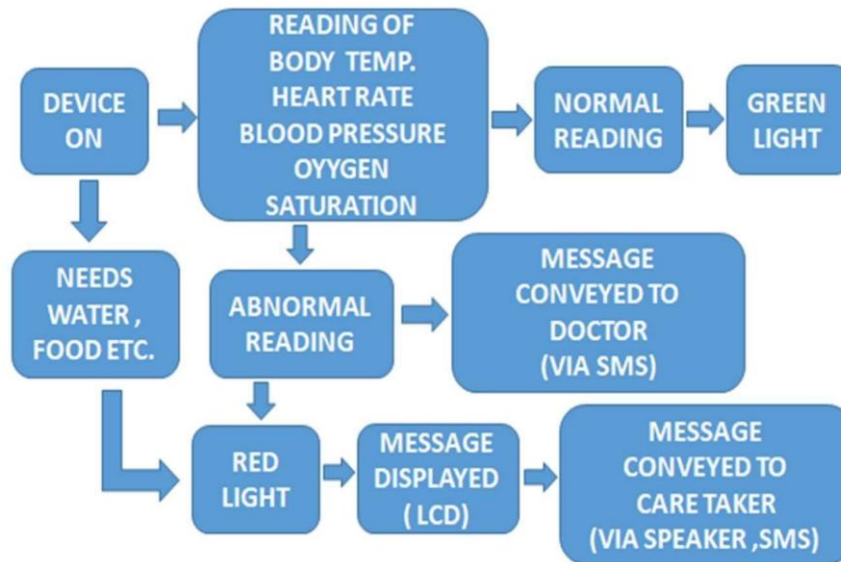 DEVICE
ON
READING OF
BODY TEMP.
HEART RATE
BLOOD PRESSURE
OYYGEN
SATURATION
NORMAL
READING
GREEN
LIGHT
NEEDS
WATER ,
FOOD ETC.
ABNORMAL
READING
MESSAGE
CONVEYED TO
DOCTOR
(VIA SMS)
RED
LIGHT
MESSAGE
DISPLAYED
( LCD)
MESSAGE
CONVEYED TO
CARE TAKER
(VIA SPEAKER ,SMS)